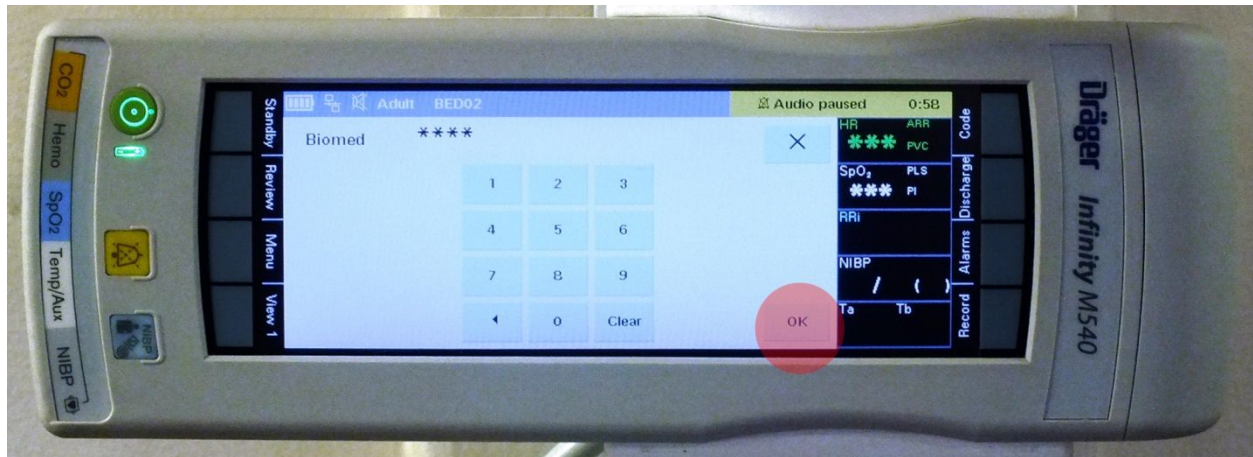 CO2
Hemo
SpO2
Temp/Aux
NIBP
NIBP
Standby
Review
Menu
View 1
Adult BED02
Audio paused 0:58
Biomed ****
1 2 3
4 5 6
7 8 9
0 Clear
OK
HR ARR
*** PVC
SpO₂ PLS
*** PI
RRi
NIBP
/ ( )
Ta Tb
Code
Discharge
Alarms
Record
Dräger Infinity M540